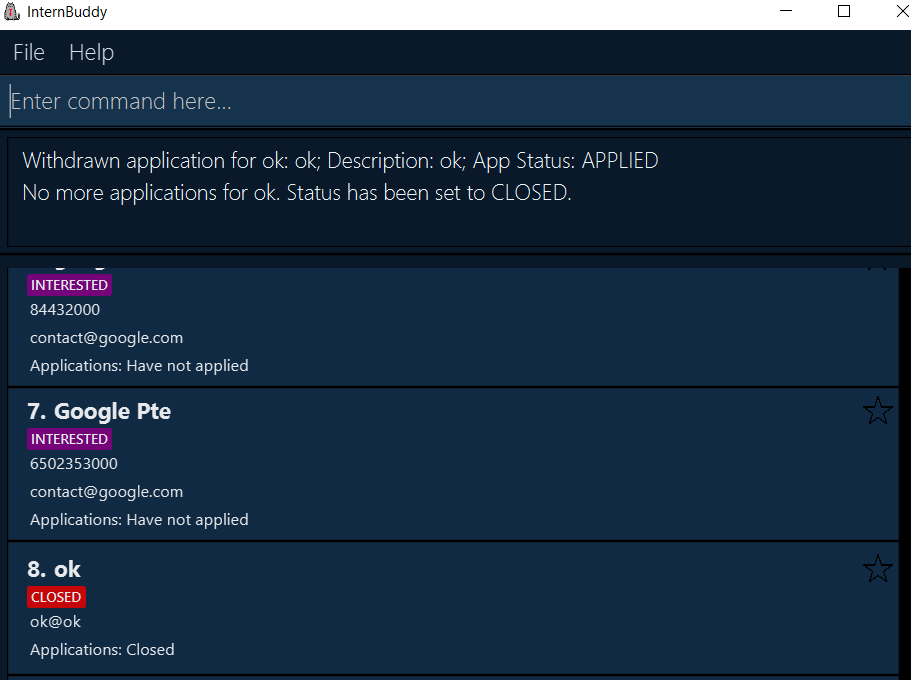 InternBuddy
File Help
Enter command here...
Withdrawn application for ok: ok; Description: ok; App Status: APPLIED
No more applications for ok. Status has been set to CLOSED.
INTERESTED
84432000
contact@google.com
Applications: Have not applied
7. Google Pte
INTERESTED
6502353000
contact@google.com
Applications: Have not applied
8. ok
CLOSED
ok@ok
Applications: Closed